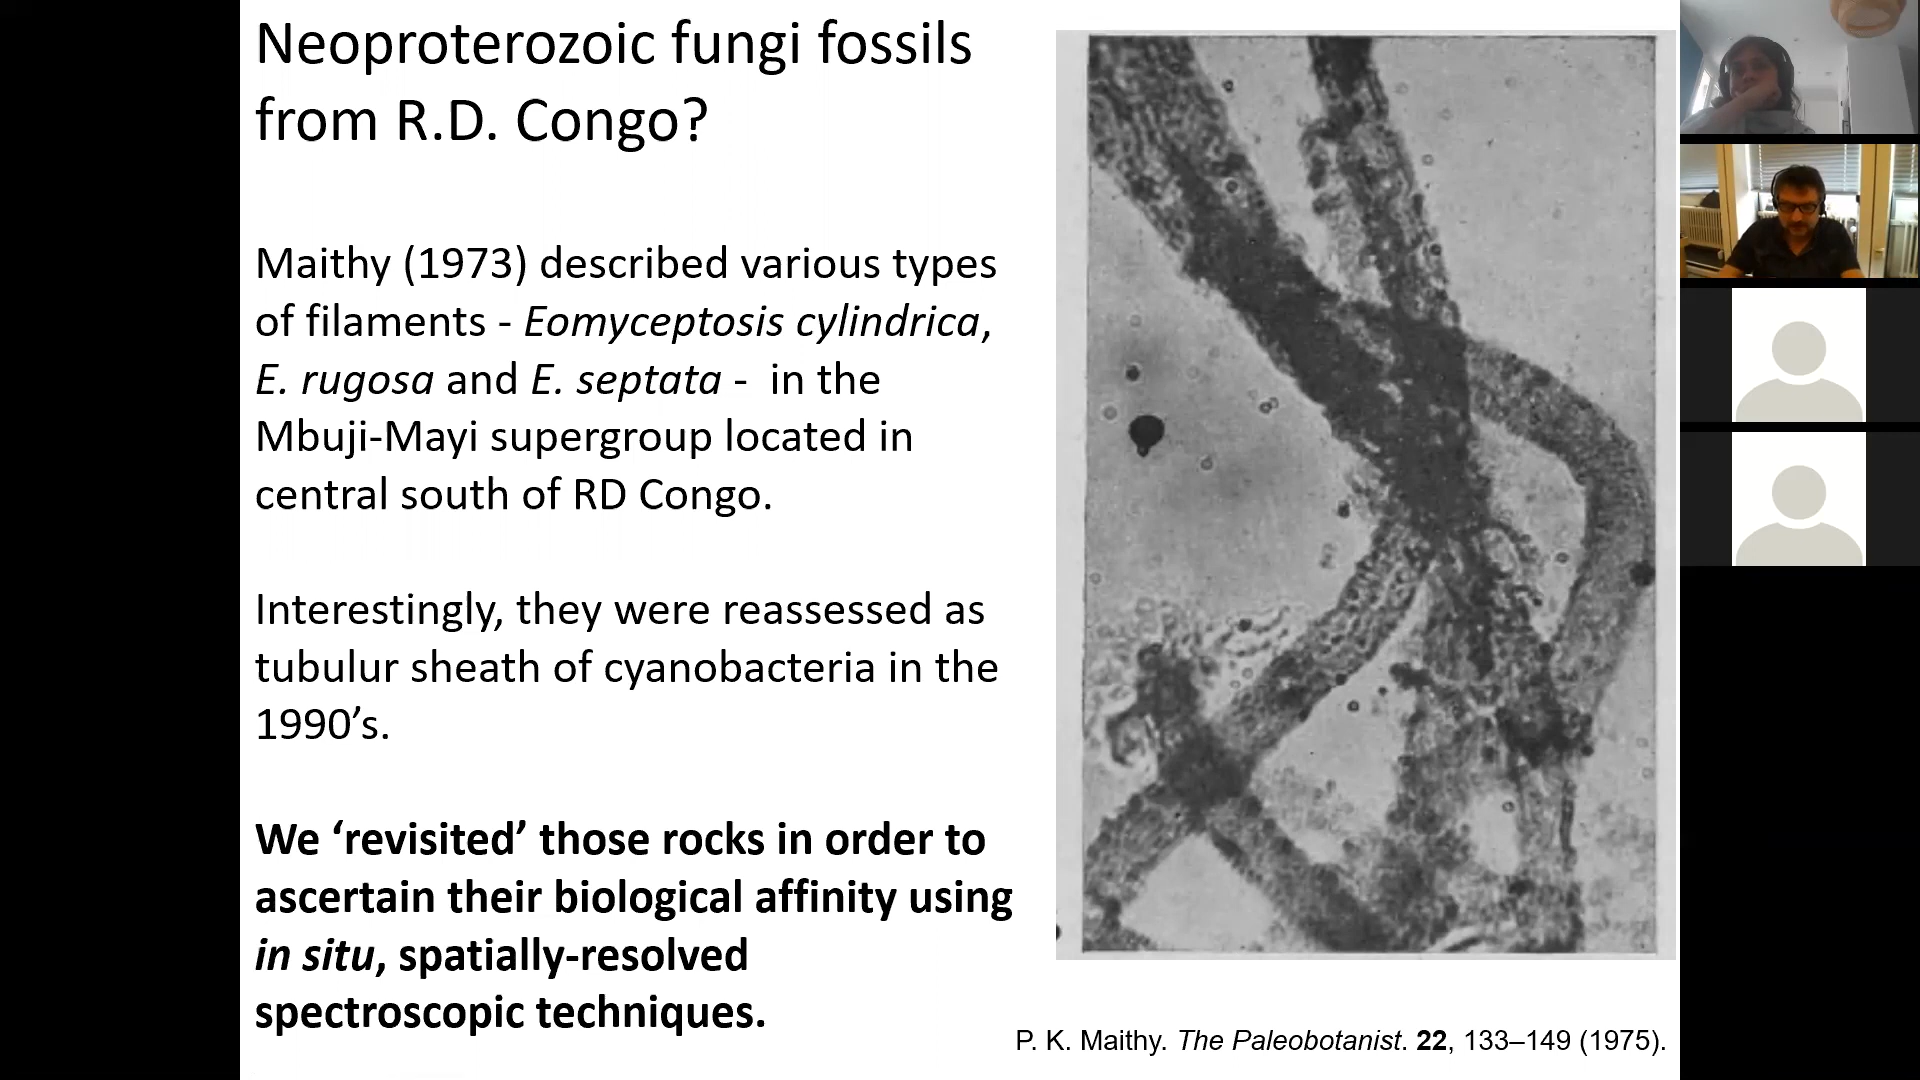 Neoproterozoic fungi fossils
from R.D. Congo?
Maithy (1973) described various types
of filaments - Eomyceptosis cylindrica,
E. rugosa and E. septata - in the
Mbuji-Mayi supergroup located in
central south of RD Congo.
Interestingly, they were reassessed as
tubulur sheath of cyanobacteria in the
1990’s.
We ‘revisited’ those rocks in order to
ascertain their biological affinity using
in situ, spatially-resolved
spectroscopic techniques.
P. K. Maithy. The Paleobotanist. 22, 133–149 (1975).